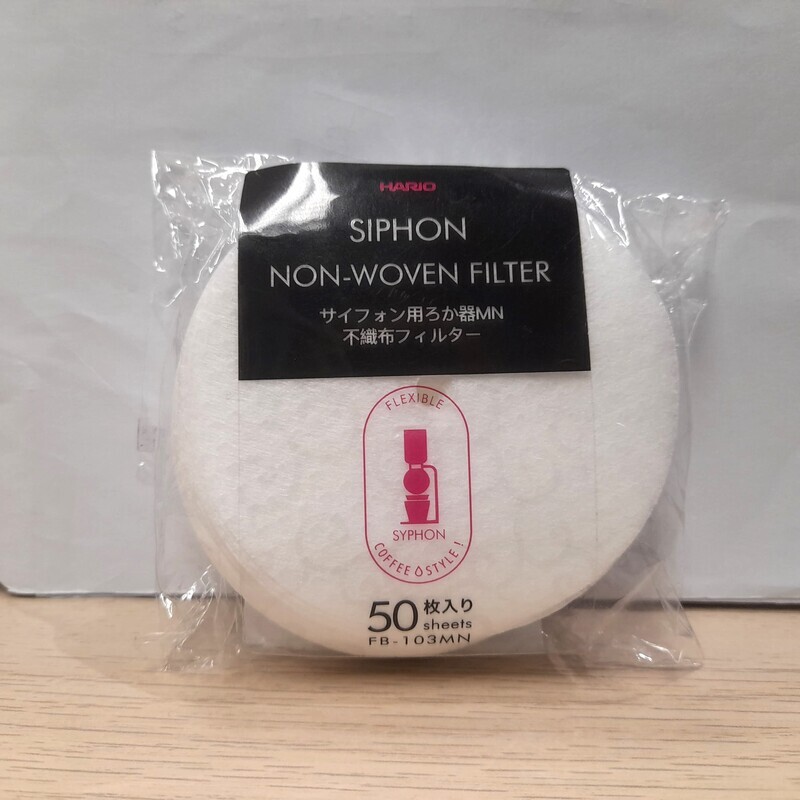 HARIO
SIPHON
NON-WOVEN FILTER
サイフォン用ろか器MN
不織布フィルター
FLEXIBLE
SYPHON
COFFEE STYLE!
50枚入り
sheets
FB-103MN